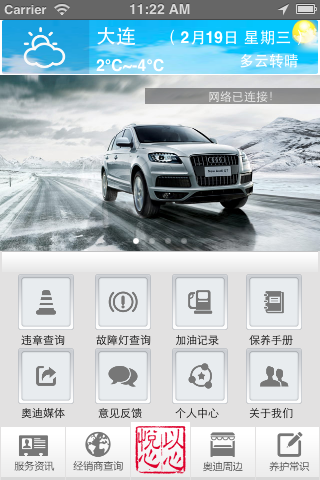 Carrier 11:22 AM
大连 ( 2月19日 星期三
2°C~-4°C 多云转晴
网络已连接!
违章查询 故障灯查询 加油记录 保养手册
奥迪媒体 意见反馈 个人中心 关于我们
服务资讯 经销商查询 悦以心心 奥迪周边 养护常识